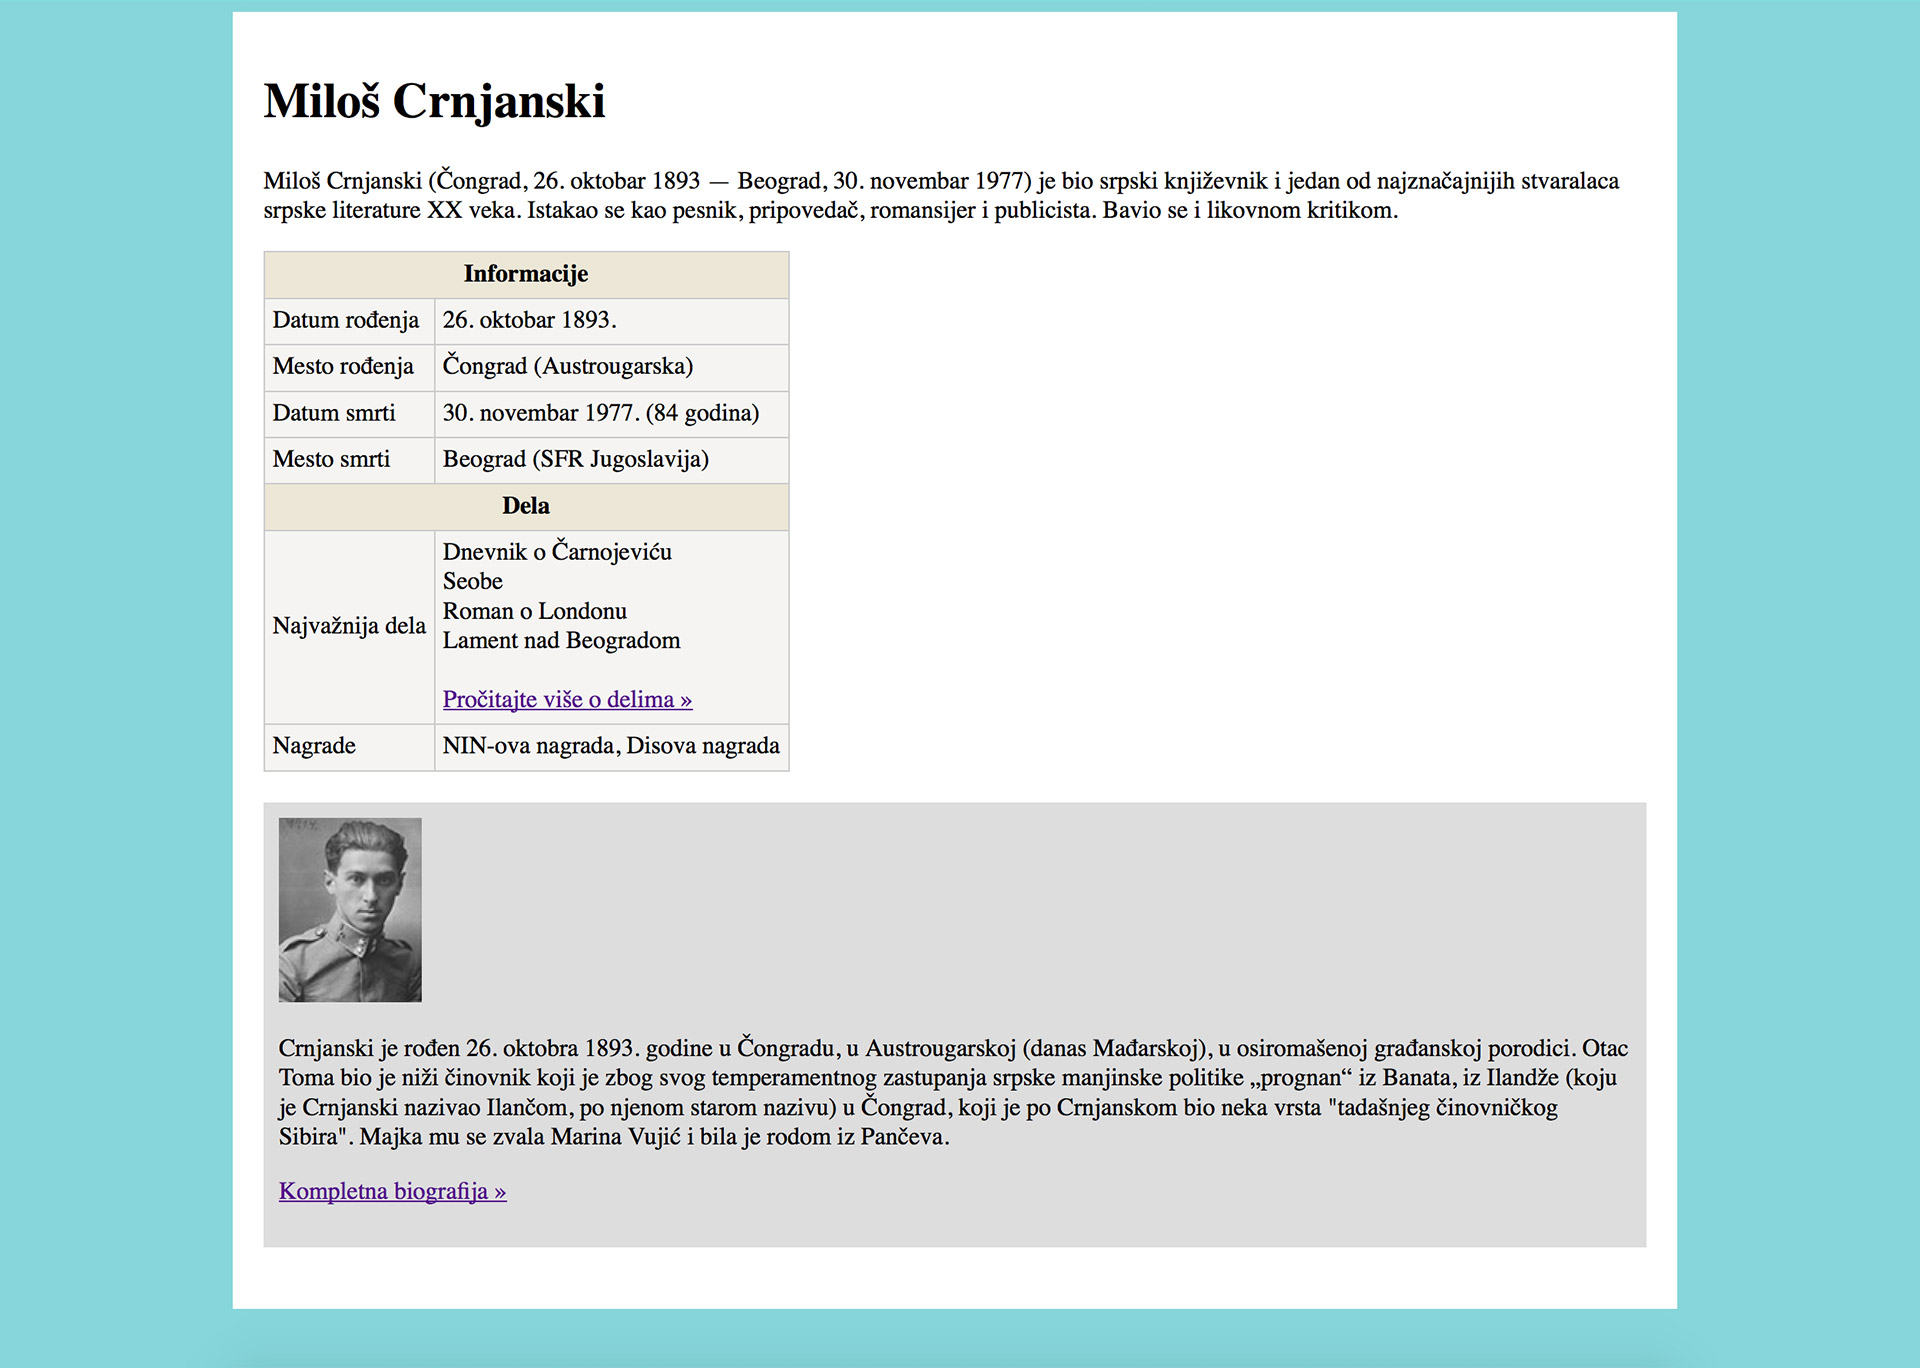 Miloš Crnjanski
Miloš Crnjanski (Čongrad, 26. oktobar 1893 — Beograd, 30. novembar 1977) je bio srpski književnik i jedan od najznačajnijih stvaralaca
srpske literature XX veka. Istakao se kao pesnik, pripovedač, romansijer i publicista. Bavio se i likovnom kritikom.
Informacije
Datum rođenja 26. oktobar 1893.
Mesto rođenja Čongrad (Austrougarska)
Datum smrti 30. novembar 1977. (84 godina)
Mesto smrti Beograd (SFR Jugoslavija)
Dela
Najvažnija dela
Dnevnik o Čarnojeviću
Seobe
Roman o Londonu
Lament nad Beogradom
Pročitajte više o delima »
Nagrade NIN-ova nagrada, Disova nagrada
Crnjanski je rođen 26. oktobra 1893. godine u Čongradu, u Austrougarskoj (danas Mađarskoj), u osiromašenoj građanskoj porodici. Otac
Toma bio je niži činovnik koji je zbog svog temperamentnog zastupanja srpske manjinske politike „prognan“ iz Banata, iz Ilandže (koju
je Crnjanski nazivao Ilančom, po njenom starom nazivu) u Čongrad, koji je po Crnjanskom bio neka vrsta "tadašnjeg činovničkog
Sibira". Majka mu se zvala Marina Vujić i bila je rodom iz Pančeva.
Kompletna biografija »